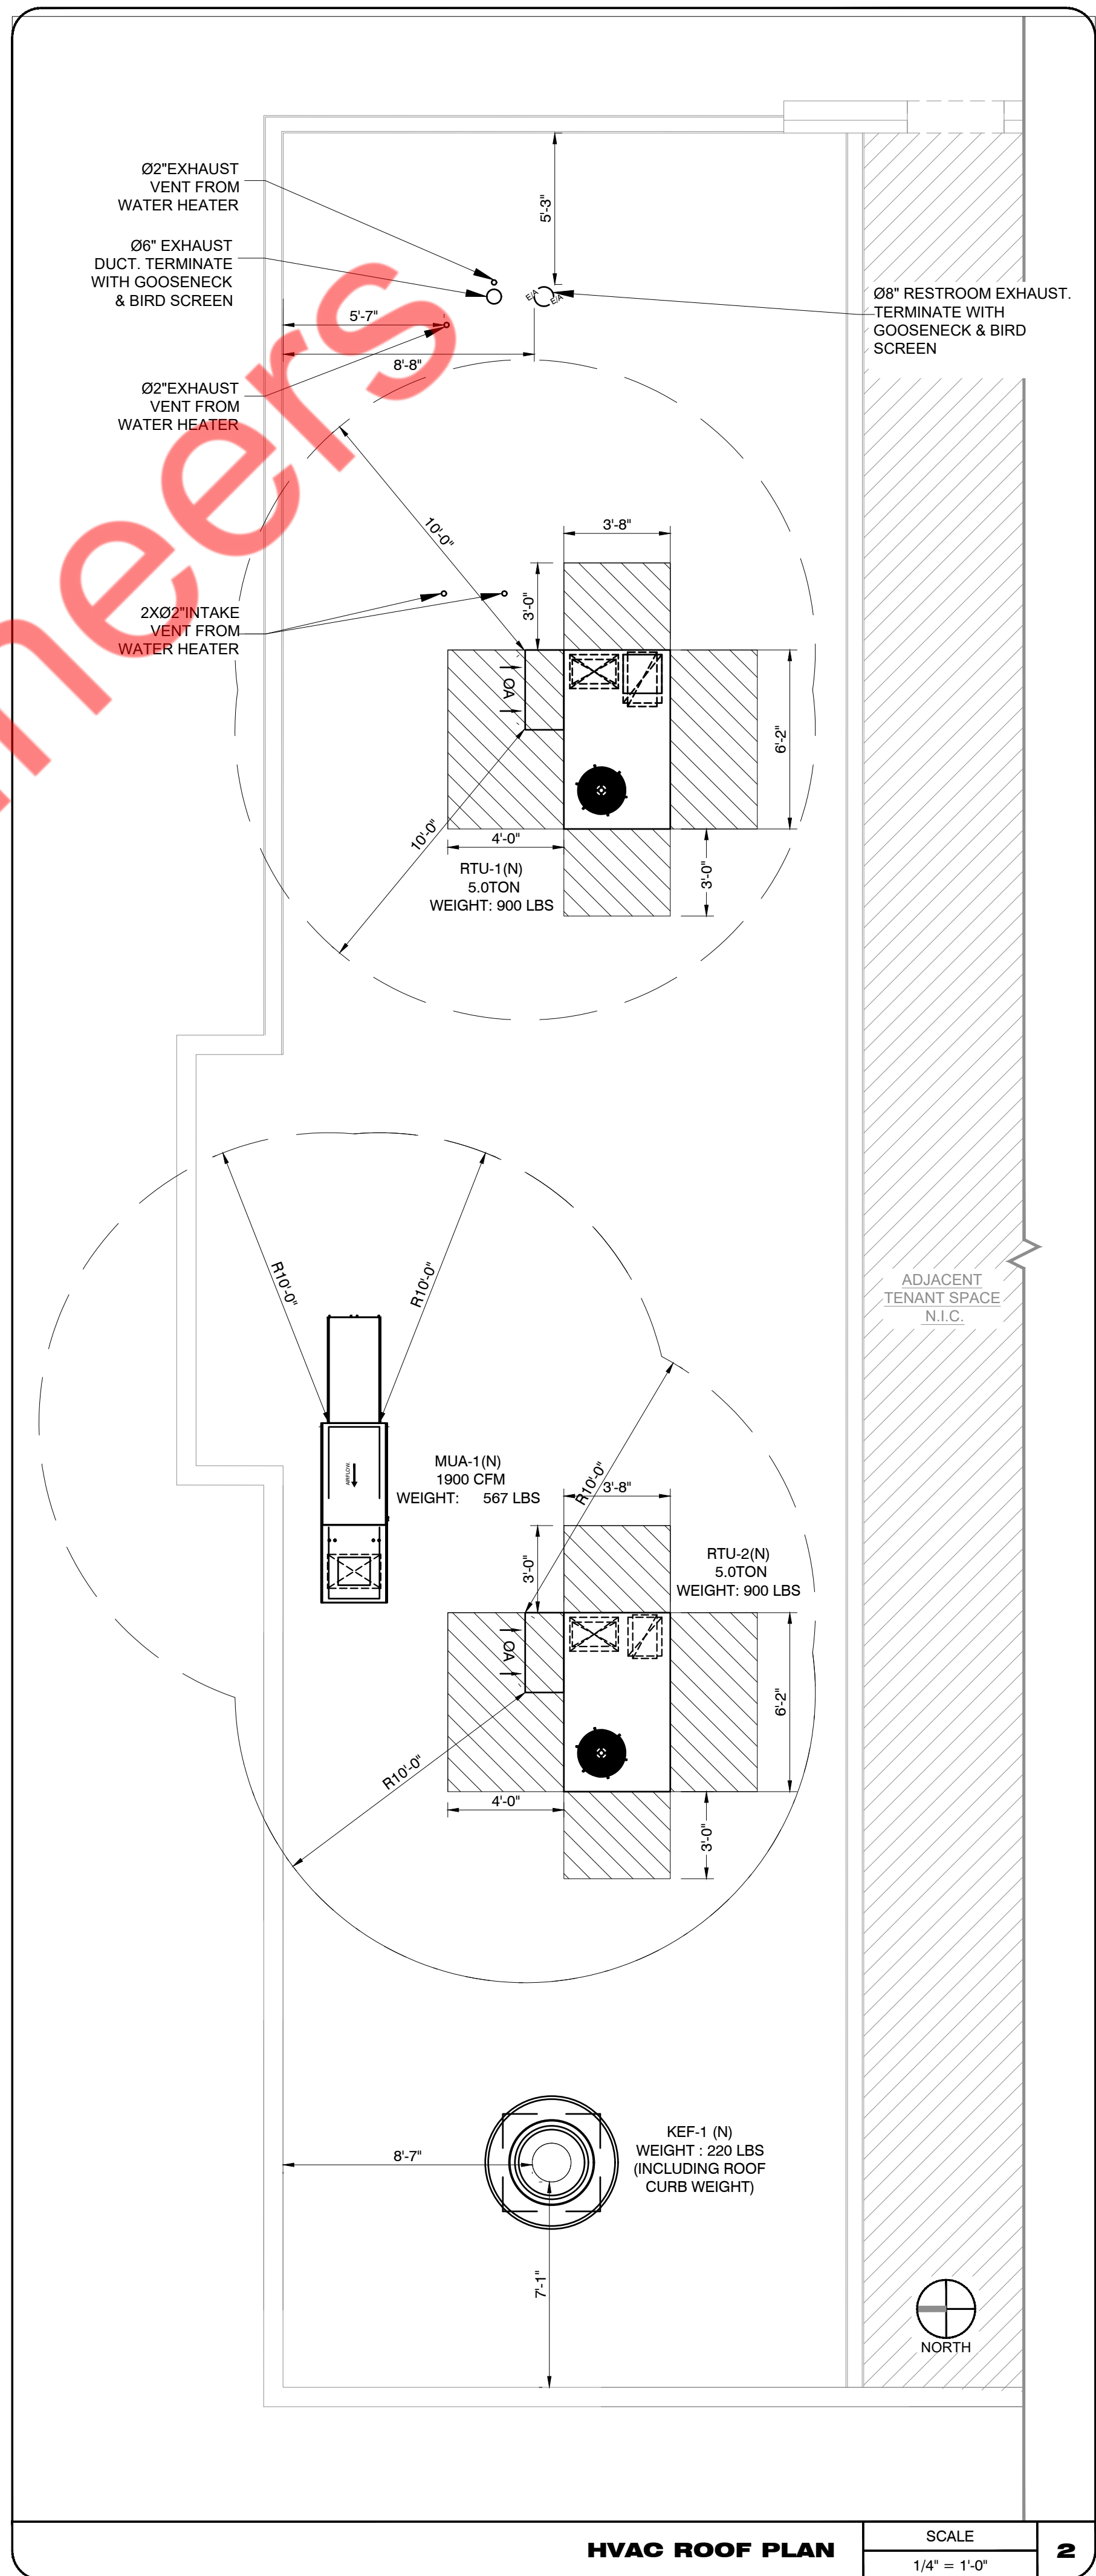 Ø2"EXHAUST
VENT FROM
WATER HEATER
Ø6" EXHAUST
DUCT. TERMINATE
WITH GOOSENECK
& BIRD SCREEN
5'-3"
E/A
E/A
Ø8" RESTROOM EXHAUST.
TERMINATE WITH
GOOSENECK & BIRD
SCREEN
5'-7"
8'-8"
Ø2"EXHAUST
VENT FROM
WATER HEATER
10'-0"
3'-8"
3'-0"
2XØ2"INTAKE
VENT FROM
WATER HEATER
OA
6'-2"
10'-0"
4'-0"
3'-0"
RTU-1(N)
5.0TON
WEIGHT: 900 LBS
neers
R10'-0"
R10'-0"
ADJACENT
TENANT SPACE
N.I.C.
AIRFLOW
MUA-1(N)
1900 CFM
WEIGHT: 567 LBS
R10'-0"
3'-8"
3'-0"
RTU-2(N)
5.0TON
WEIGHT: 900 LBS
OA
6'-2"
R10'-0"
4'-0"
3'-0"
KEF-1 (N)
WEIGHT : 220 LBS
(INCLUDING ROOF
CURB WEIGHT)
8'-7"
7'-1"
NORTH
HVAC ROOF PLAN
SCALE
1/4" = 1'-0"
2